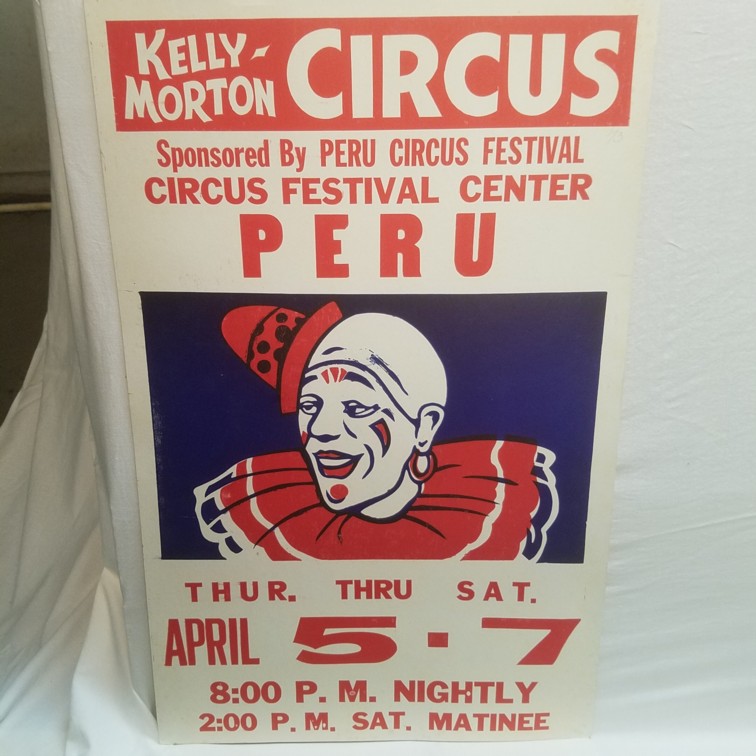 KELLY-
MORTON CIRCUS
Sponsored By PERU CIRCUS FESTIVAL
CIRCUS FESTIVAL CENTER
PERU
THUR. THRU SAT.
APRIL 5-7
8:00 P. M. NIGHTLY
2:00 P. M. SAT. MATINEE